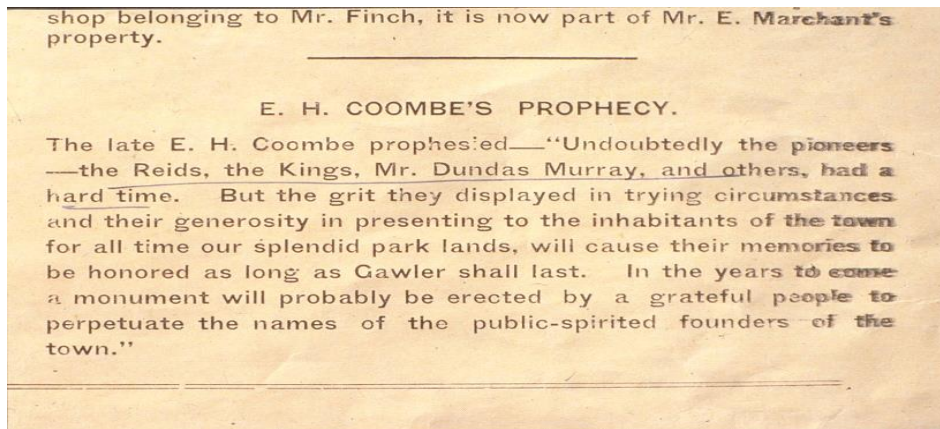 shop belonging to Mr. Finch, it is now part of Mr. E. Marchant's
property.
E. H. COOMBE'S PROPHECY.
The late E. H. Coombe prophesied—"Undoubtedly the pioneers
—the Reids, the Kings, Mr. Dundas Murray, and others, had a
hard time. But the grit they displayed in trying circumstances
and their generosity in presenting to the inhabitants of the town
for all time our splendid park lands, will cause their memories to
be honored as long as Gawler shall last. In the years to come
a monument will probably be erected by a grateful people to
perpetuate the names of the public-spirited founders of the
town."